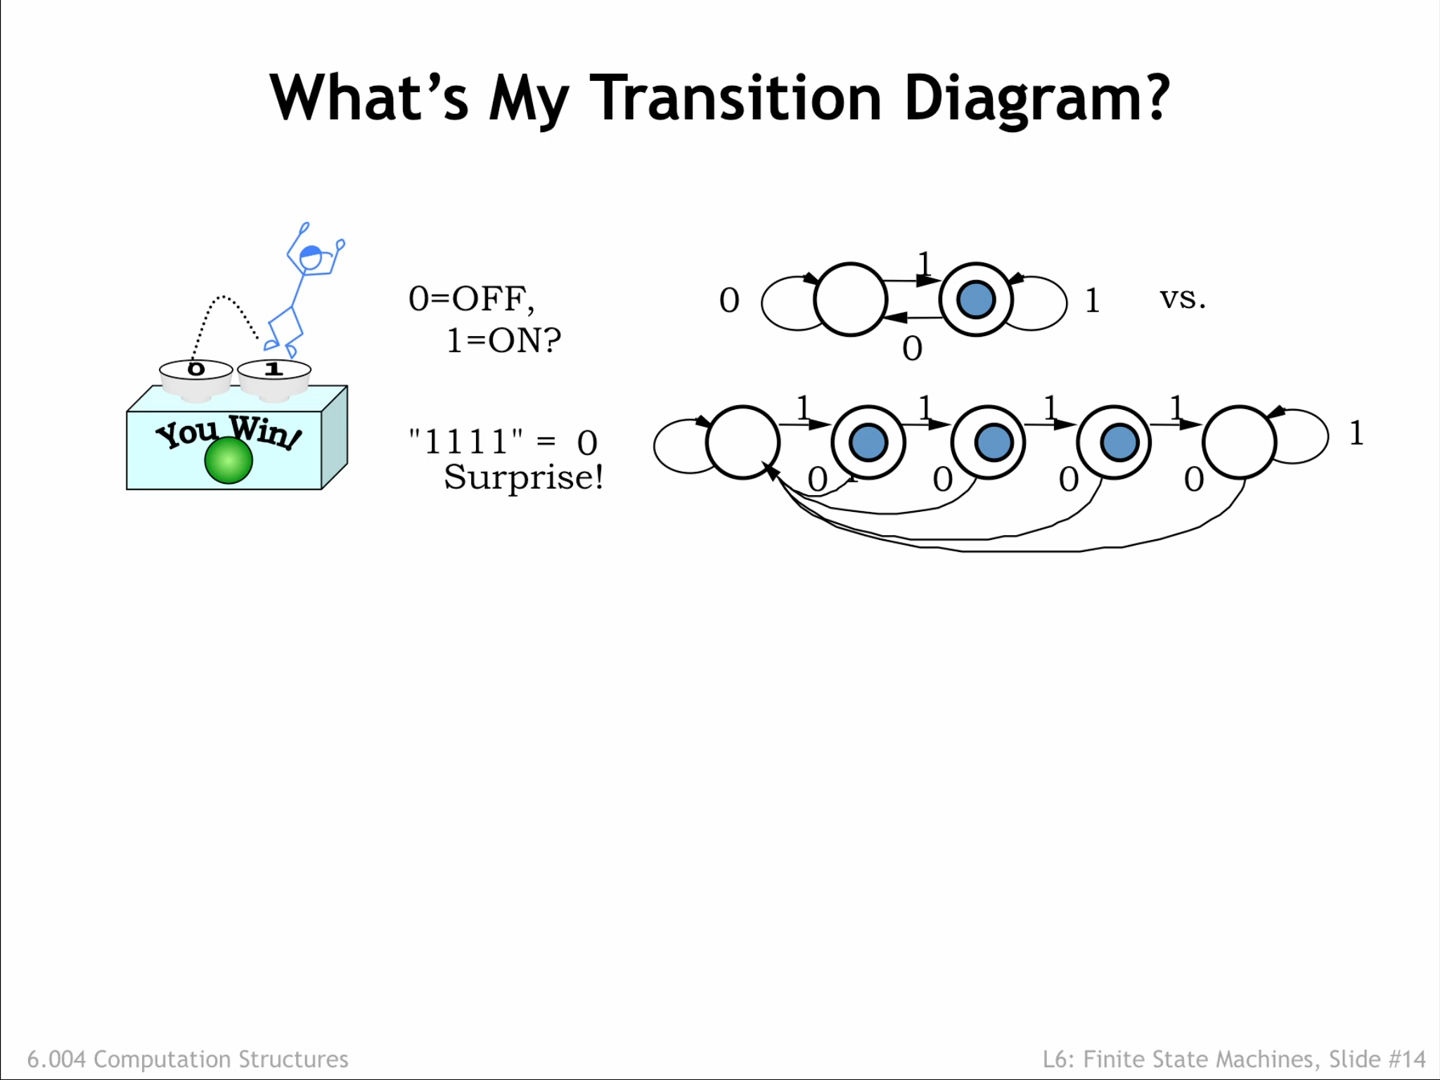 What's My Transition Diagram?
0=OFF,
1=ON?
0
1
You Win!
"1111" = 0
Surprise!
0
1
0
1
vs.
1
1
1
1
0
0
0
0
1
6.004 Computation Structures
L6: Finite State Machines, Slide #14